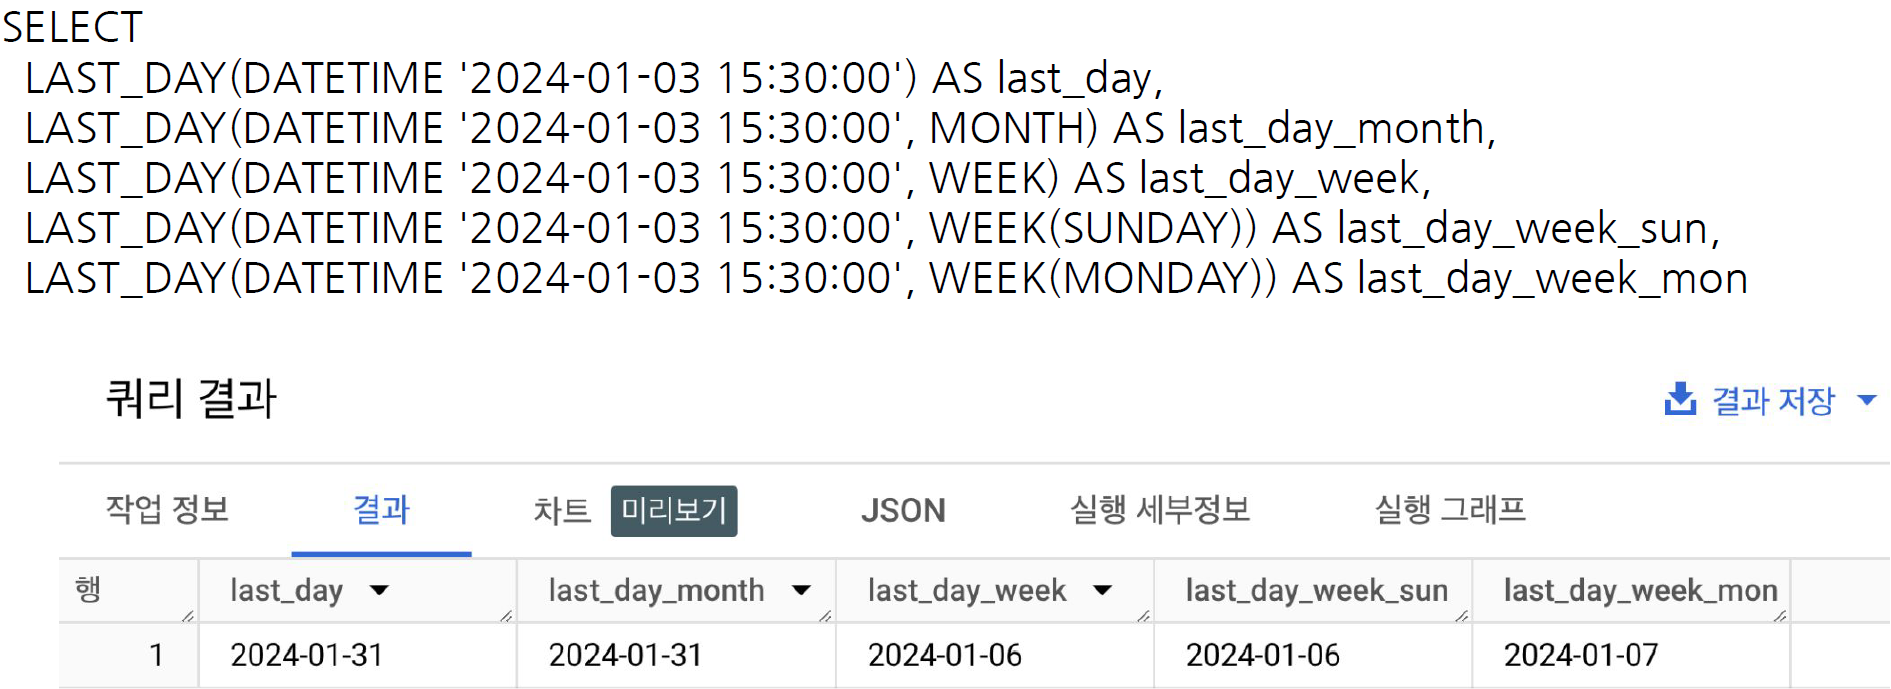 SELECT
LAST_DAY(DATETIME '2024-01-03 15:30:00') AS last_day,
LAST_DAY(DATETIME '2024-01-03 15:30:00', MONTH) AS last_day_month,
LAST_DAY(DATETIME '2024-01-03 15:30:00', WEEK) AS last_day_week,
LAST_DAY(DATETIME '2024-01-03 15:30:00', WEEK(SUNDAY)) AS last_day_week_sun,
LAST_DAY(DATETIME '2024-01-03 15:30:00', WEEK(MONDAY)) AS last_day_week_mon
쿼리 결과 결과 저장
작업 정보 결과 차트 미리보기 JSON 실행 세부정보 실행 그래프
행 last_day last_day_month last_day_week last_day_week_sun last_day_week_mon
1 2024-01-31 2024-01-31 2024-01-06 2024-01-06 2024-01-07